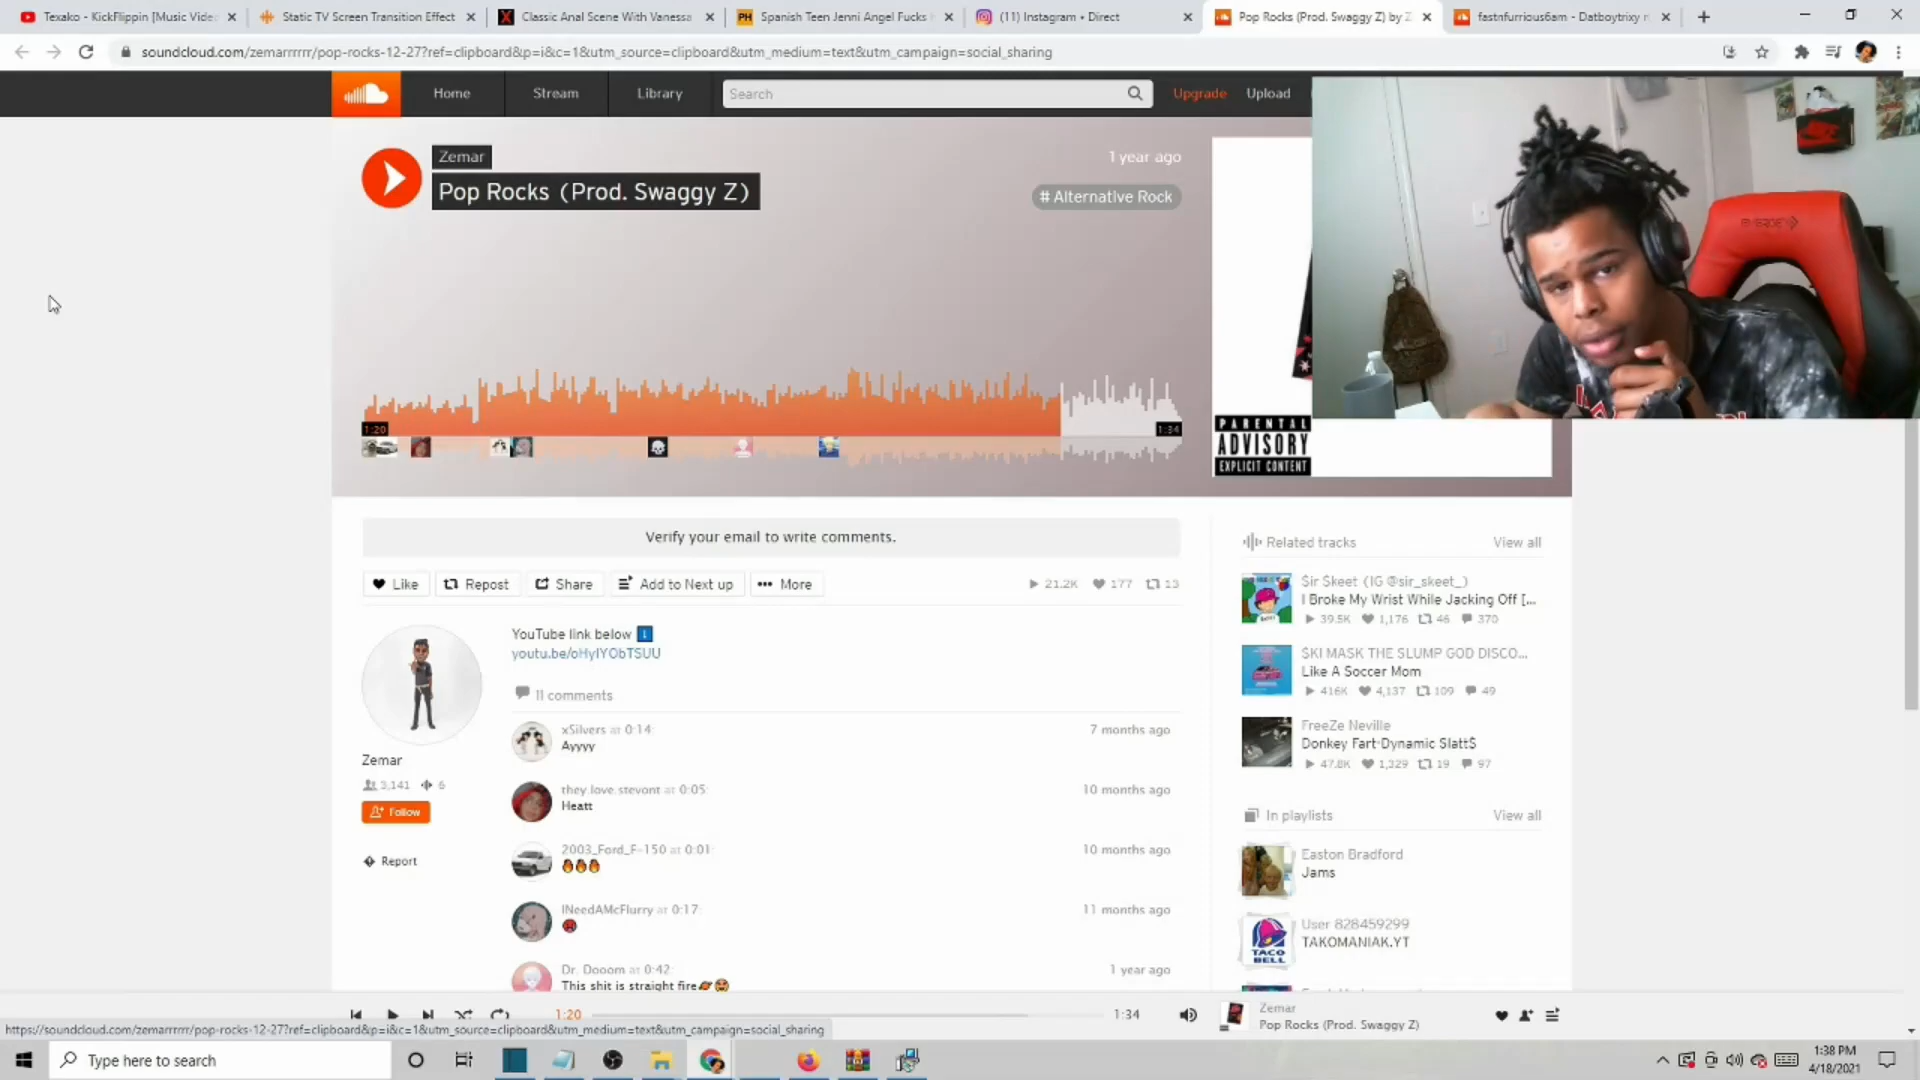 Texako - KickFlippin [Music Vide
Static TV Screen Transition Effect
Classic Anal Scene With Vanessa
PH Spanish Teen Jenni Angel Fucks
(11) Instagram • Direct
Pop Rocks (Prod. Swaggy Z) by Z
fastnfurrious6am - Datboytrixy
soundcloud.com/zemarrrrrr/pop-rocks-12-27?ref=clipboard&p=i&c=1&utm_source=clipboard&utm_medium=text&utm_campaign=social_sharing
Home Stream Library Search Upgrade Upload
Zemar
1 year ago
Pop Rocks (Prod. Swaggy Z)
# Alternative Rock
1:20
1:34
PARENTAL
ADVISORY
EXPLICIT CONTENT
Verify your email to write comments.
Like Repost Share Add to Next up More
21.2K 177 13
YouTube link below
youtu.be/oHyIYObTSUU
11 comments
Zemar
3,141 6
Follow
Report
xSilvers at 0:14:
7 months ago
Ayyyy
they.love.stevont at 0:05:
10 months ago
Heatt
2003_Ford_F-150 at 0:01:
10 months ago
🔥🔥🔥
INeedAMcFlurry at 0:17:
11 months ago
Dr. Dooom at 0:42:
1 year ago
This shit is straight fire
Related tracks View all
$ir $keet (IG @sir_skeet_)
I Broke My Wrist While Jacking Off [...
39.5K 1,176 46 370
$KI MASK THE SLUMP GOD DISCO...
Like A Soccer Mom
416K 4,137 109 49
FreeZe Neville
Donkey Fart-Dynamic Slatt$
47.8K 1,329 19 97
In playlists View all
Easton Bradford
Jams
User 828459299
TAKOMANIAK.YT
TACO
BELL
1:20
1:34
Zemar
Pop Rocks (Prod. Swaggy Z)
https://soundcloud.com/zemarrrrrr/pop-rocks-12-27?ref=clipboard&p=i&c=1&utm_source=clipboard&utm_medium=text&utm_campaign=social_sharing
Type here to search
1:38 PM
4/18/2021